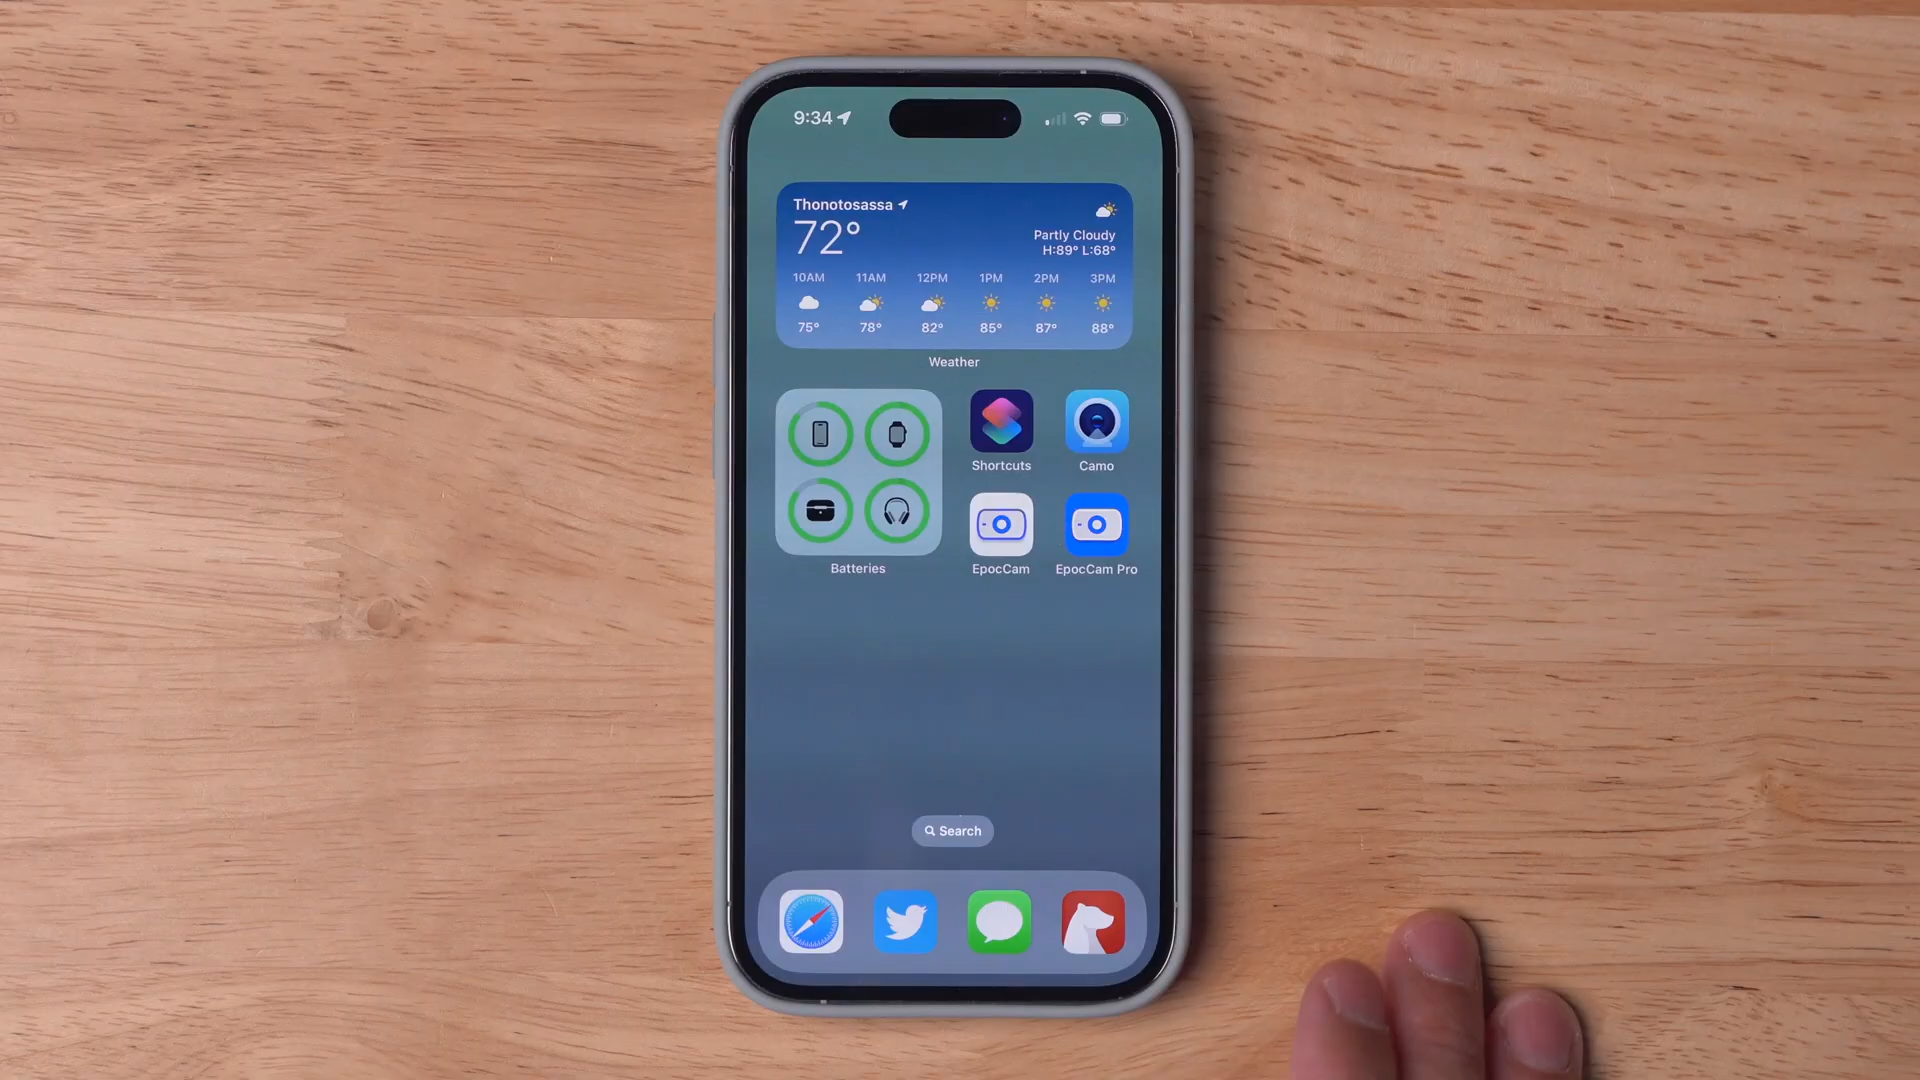 9:34
Thonotosassa
72°
Partly Cloudy
H:89° L:68°
10AM 11AM 12PM 1PM 2PM 3PM
75° 78° 82° 85° 87° 88°
Weather
Shortcuts
Camo
Batteries
EpocCam
EpocCam Pro
Search